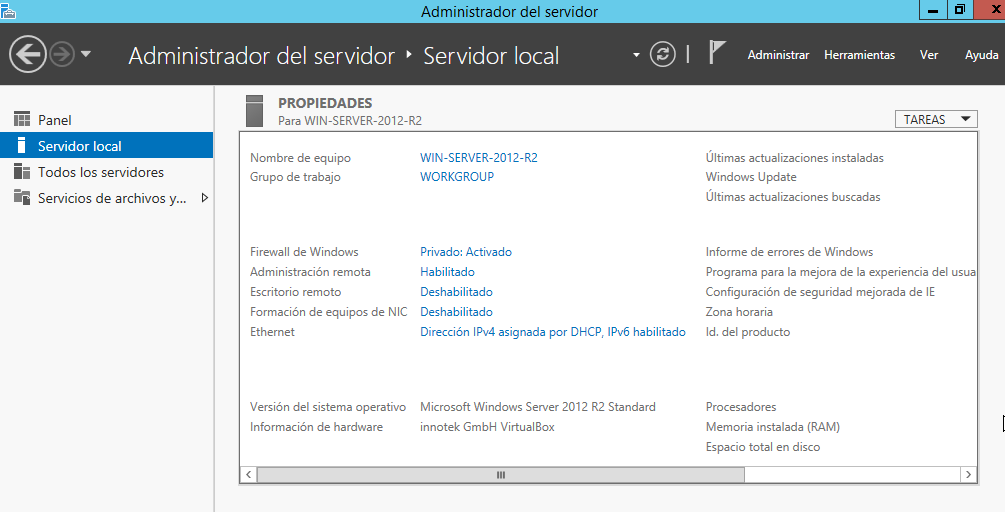 Administrador del servidor
Administrador del servidor ‣ Servidor local
Administrar Herramientas Ver Ayuda
Panel
Servidor local
Todos los servidores
Servicios de archivos y...
PROPIEDADES
Para WIN-SERVER-2012-R2
TAREAS
Nombre de equipo WIN-SERVER-2012-R2 Últimas actualizaciones instaladas
Grupo de trabajo WORKGROUP Windows Update
Últimas actualizaciones buscadas
Firewall de Windows Privado: Activado Informe de errores de Windows
Administración remota Habilitado Programa para la mejora de la experiencia del usua
Escritorio remoto Deshabilitado Configuración de seguridad mejorada de IE
Formación de equipos de NIC Deshabilitado Zona horaria
Ethernet Dirección IPv4 asignada por DHCP, IPv6 habilitado Id. del producto
Versión del sistema operativo Microsoft Windows Server 2012 R2 Standard Procesadores
Información de hardware innotek GmbH VirtualBox Memoria instalada (RAM)
Espacio total en disco